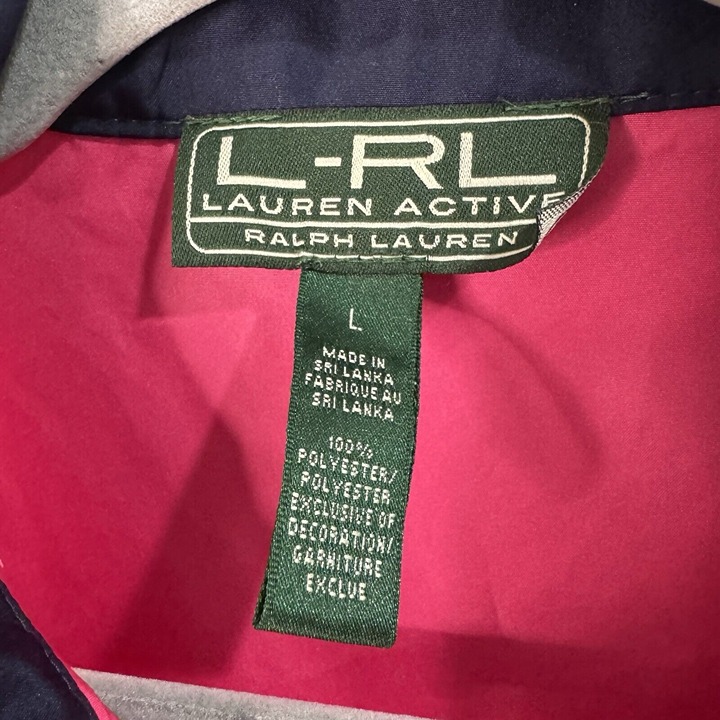 L-RL
LAUREN ACTIVE
RALPH LAUREN
L
MADE IN
SRI LANKA
FABRIQUE AU
SRI LANKA
100%
POLYESTER/
POLYESTER
EXCLUSIVE OF
DECORATION/
GARNITURE
EXCLUE